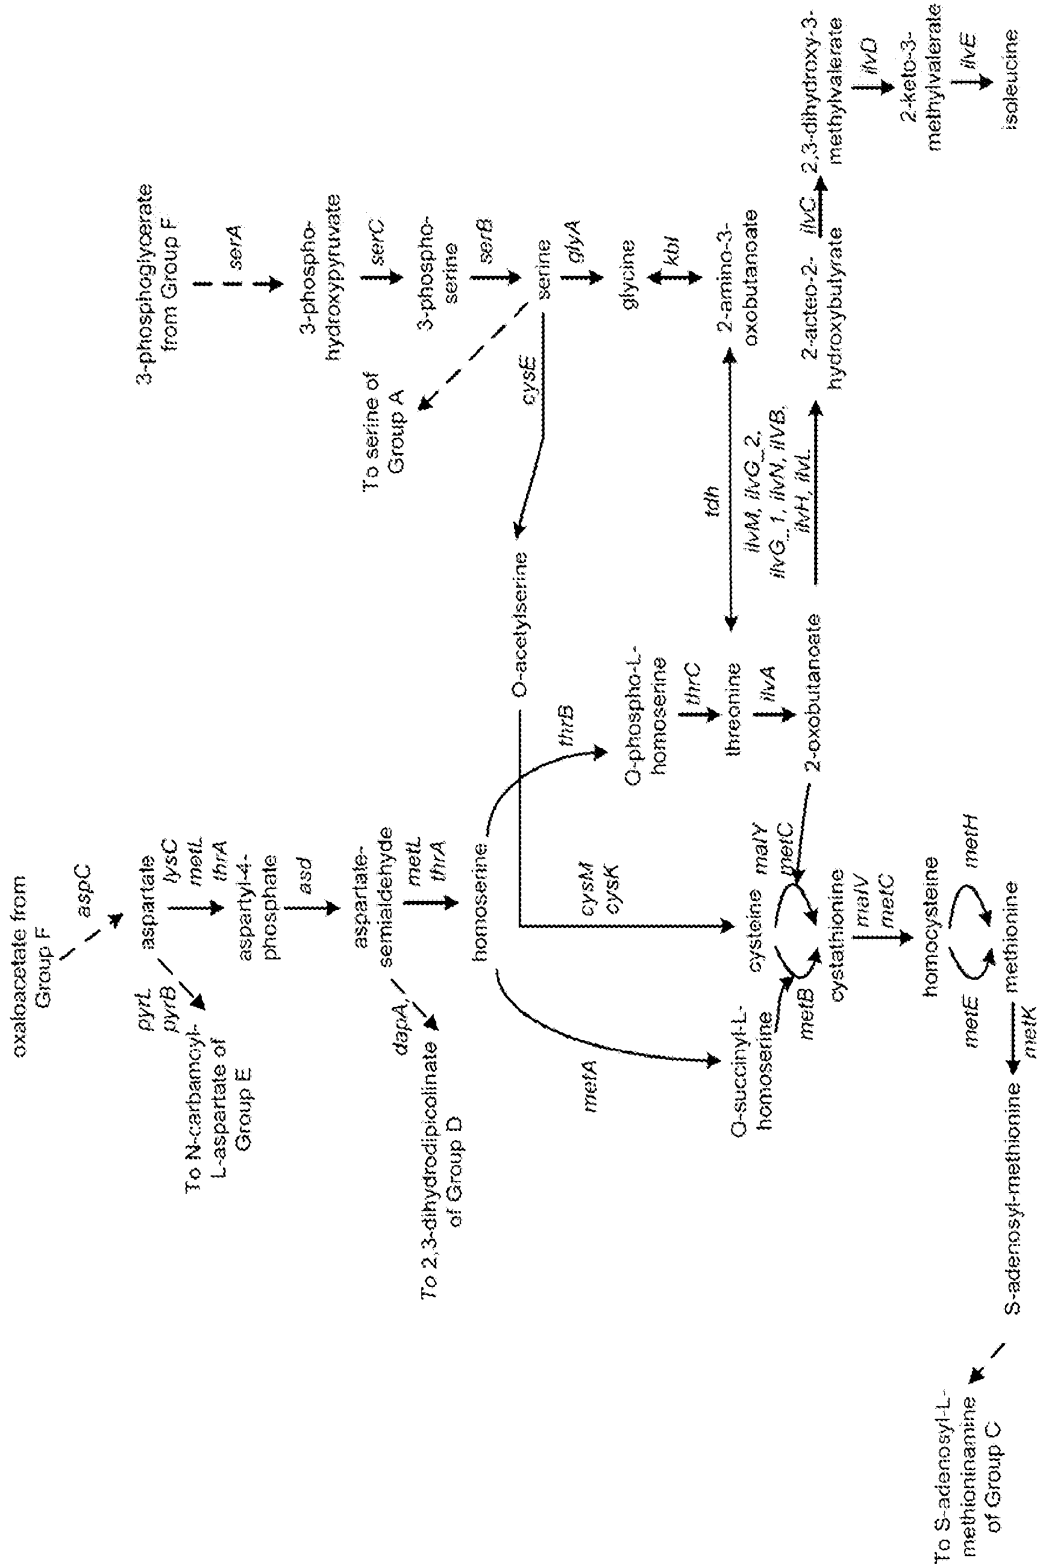 oxaloacetate from
Group F
aspC
aspartate
pyrL
pyrB
To N-carbamoyl-
L-aspartate of
Group E
lysC
metL
thrA
aspartyl-4-
phosphate
asd
aspartate-
semialdehyde
dapA
To 2,3-dihydrodipicolinate
of Group D
metL
thrA
homoserine
metA
thrB
O-succinyl-L-
homoserine
O-phospho-L-
homoserine
thrC
threonine
ilvA
2-oxobutanoate
3-phosphoglycerate
from Group F
serA
3-phospho-
hydroxypyruvate
serC
3-phospho-
serine
serB
serine
To serine of
Group A
cysE
O-acetylserine
glyA
glycine
kbl
2-amino-3-
oxobutanoate
tdh
cysM
cysK
cysteine
malY
metC
metB
cystathionine
malV
metC
homocysteine
metE
metH
methionine
metK
S-adenosyl-methionine
To S-adenosyl-L-
methioninamine
of Group C
ilvM, ilvG_2,
ilvG_1, ilvN, ilVB,
ilvH, ilvL
2-acteo-2-
hydroxybutyrate
ilvC
2,3-dihydroxy-3-
methylvalerate
ilvD
2-keto-3-
methylvalerate
ilvE
isoleucine